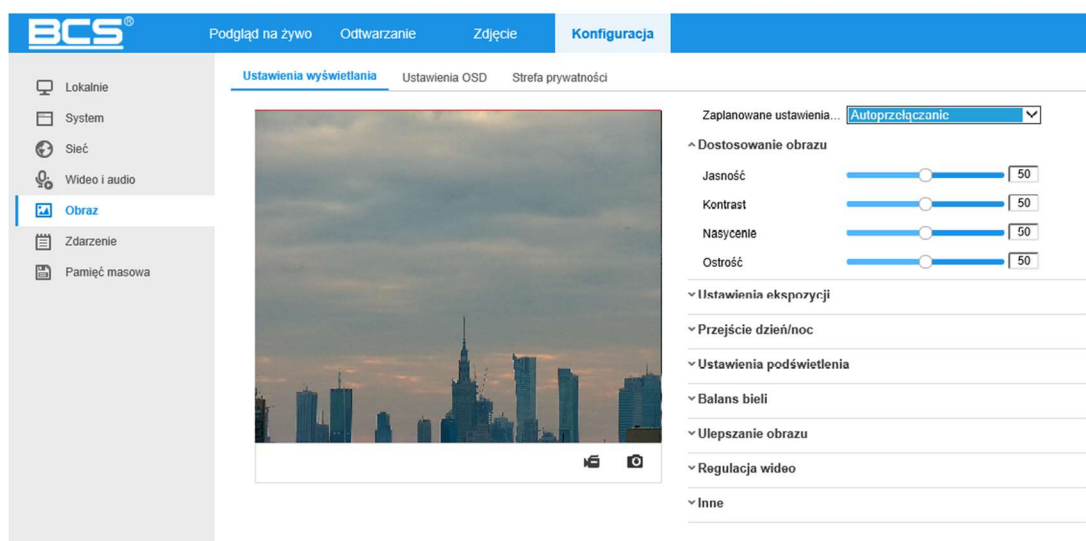 BCS®
Podgląd na żywo Odtwarzanie Zdjęcie Konfiguracja
Lokalnie
System
Sieć
Wideo i audio
Obraz
Zdarzenie
Pamięć masowa
Ustawienia wyświetlania Ustawienia OSD Strefa prywatności
Zaplanowane ustawienia... Autoprzełączanie
Dostosowanie obrazu
Jasność 50
Kontrast 50
Nasycenie 50
Ostrość 50
Ustawienia ekspozycji
Przejście dzień/noc
Ustawienia podświetlenia
Balans bieli
Ulepszanie obrazu
Regulacja wideo
Inne